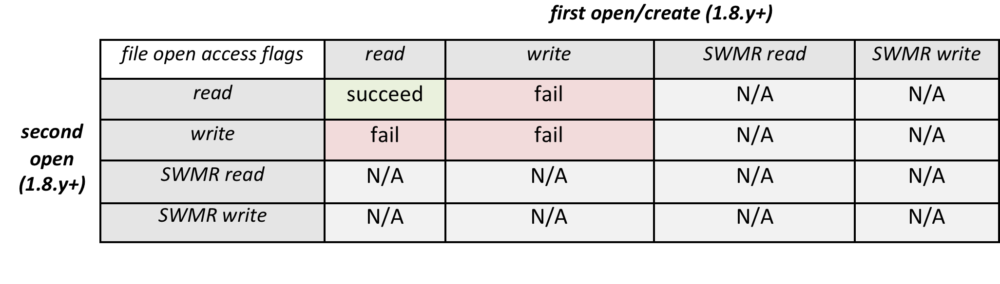 first open/create (1.8.y+)
file open access flags read write SWMR read SWMR write
read succeed fail N/A N/A
write fail fail N/A N/A
SWMR read N/A N/A N/A N/A
SWMR write N/A N/A N/A N/A
second
open
(1.8.y+)